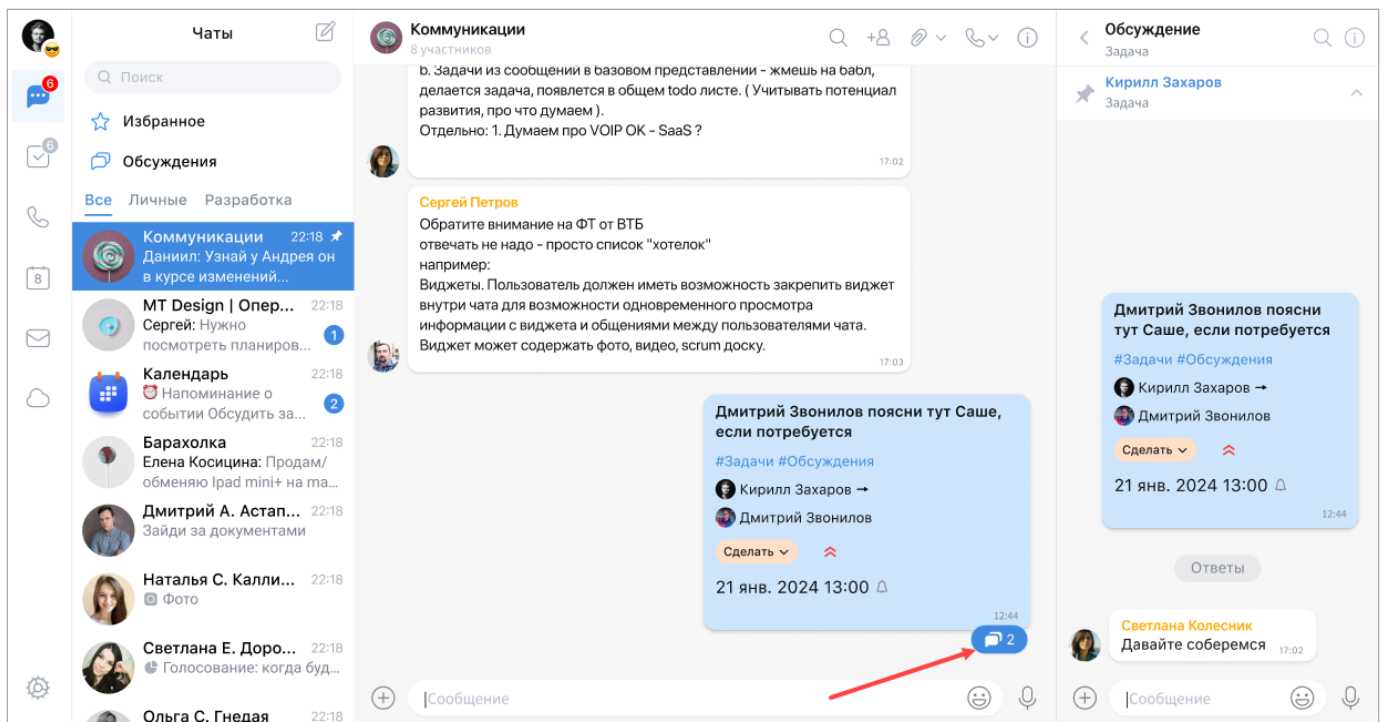 6
6
8
Чаты
Поиск
Избранное
Обсуждения
Все Личные Разработка
Коммуникации 22:18
Даниил: Узнай у Андрея он
в курсе изменений...
MT Design | Опер... 22:18
Сергей: Нужно
посмотреть планиров... 1
Календарь 22:18
Напоминание о
событии Обсудить за... 2
Барахолка 22:18
Елена Косицина: Продам/
обменяю Ipad mini+ на ma...
Дмитрий А. Астап... 22:18
Зайди за документами
Наталья С. Калли... 22:18
Фото
Светлана Е. Доро... 22:18
Голосование: когда буд...
Ольга С. Гнедая 22:18
Коммуникации
8 участников
b. Задачи из сообщений в базовом представлении - жмешь на бабл,
делается задача, появлется в общем todo листе. ( Учитывать потенциал
развития, про что думаем ).
Отдельно: 1. Думаем про VOIP OK - SaaS ?
17:02
Сергей Петров
Обратите внимание на ФТ от ВТБ
отвечать не надо - просто список "хотелок"
например:
Виджеты. Пользователь должен иметь возможность закрепить виджет
внутри чата для возможности одновременного просмотра
информации с виджета и общениями между пользователями чата.
Виджет может содержать фото, видео, scrum доску.
17:03
Дмитрий Звонилов поясни тут Саше,
если потребуется
#Задачи #Обсуждения
Кирилл Захаров →
Дмитрий Звонилов
Сделать
21 янв. 2024 13:00
12:44
2
Сообщение
Обсуждение
Задача
Кирилл Захаров
Задача
Дмитрий Звонилов поясни
тут Саше, если потребуется
#Задачи #Обсуждения
Кирилл Захаров →
Дмитрий Звонилов
Сделать
21 янв. 2024 13:00
12:44
Ответы
Светлана Колесник
Давайте соберемся 17:02
Сообщение